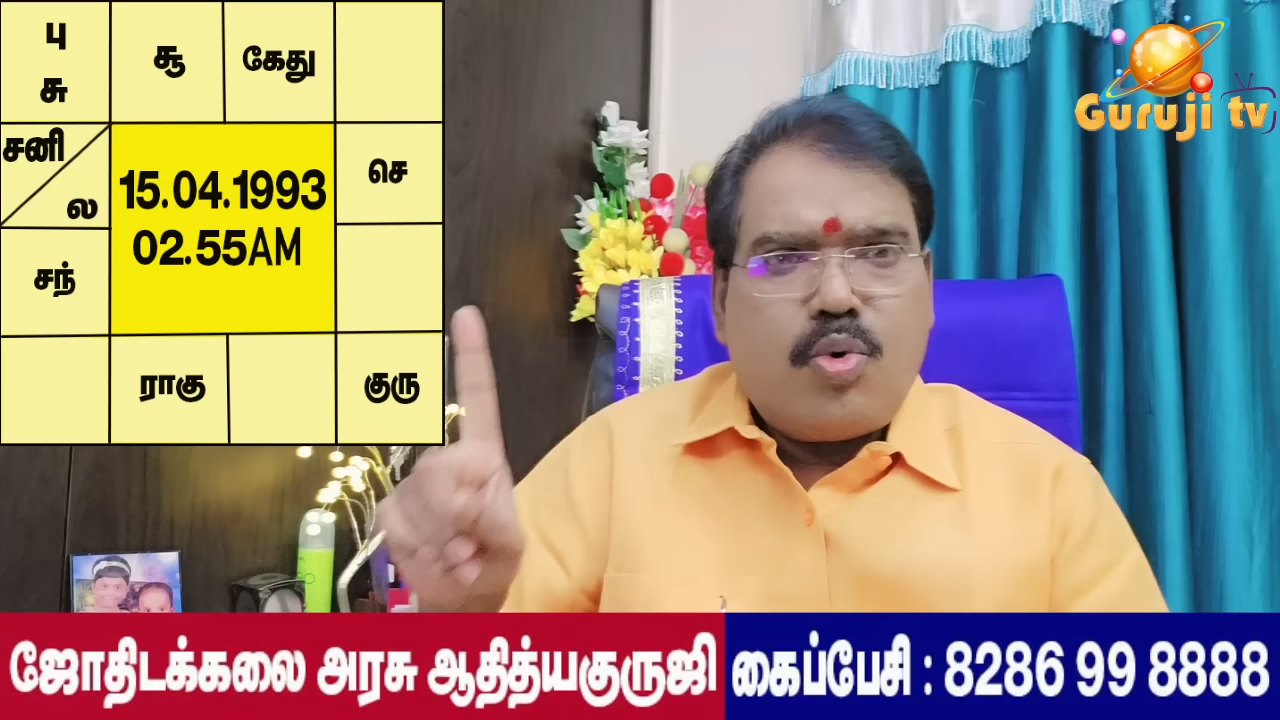 பு
சு
சூ
கேது
சனி
ல
15.04.1993
02.55AM
செ
சந்
ராகு
குரு
Guruji tv
ஜோதிடக்கலை அரசு ஆதித்யகுருஜி
கைப்பேசி : 8286 99 8888